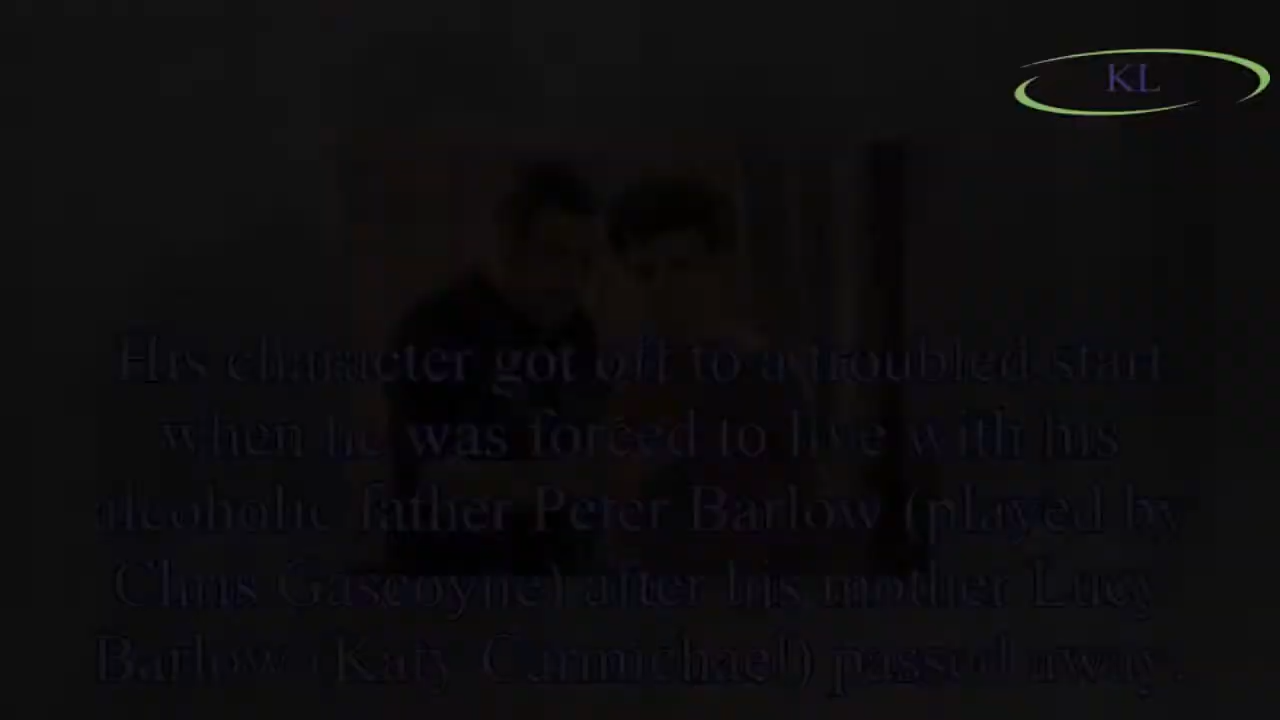 KL
His character got off to a troubled start
when he was forced to live with his
alcoholic father Peter Barlow (played by
Chris Gascoyne) after his mother Lucy
Barlow (Katy Carmichael) passed away.